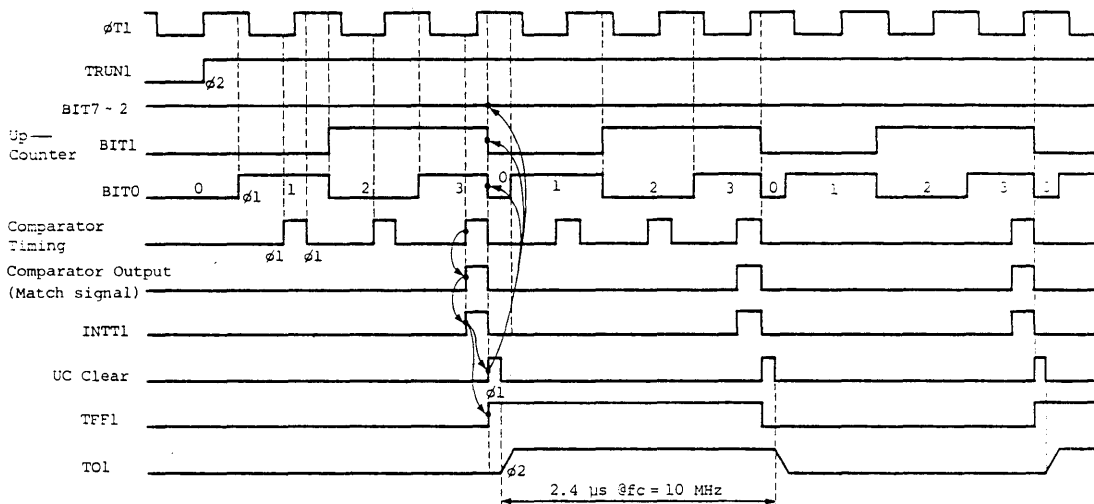 øT1
TRUN1
ø2
BIT7~2
Up—
Counter
BIT1
BIT0
0 ø1 1 2 3 0 1 2 3 0 1 2 3
Comparator
Timing
ø1 ø1
Comparator Output
(Match signal)
INTT1
UC Clear
ø1
TFF1
TO1
ø2
2.4 µs @fc = 10 MHz